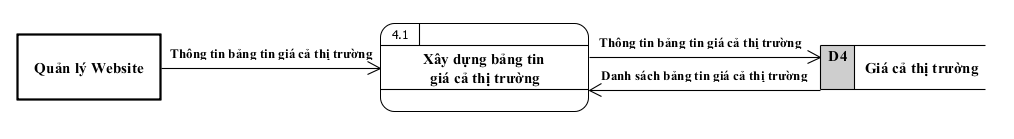 Quản lý Website
Thông tin bảng tin giá cả thị trường
4.1
Xây dựng bảng tin
giá cả thị trường
Thông tin bảng tin giá cả thị trường
Danh sách bảng tin giá cả thị trường
D4
Giá cả thị trường